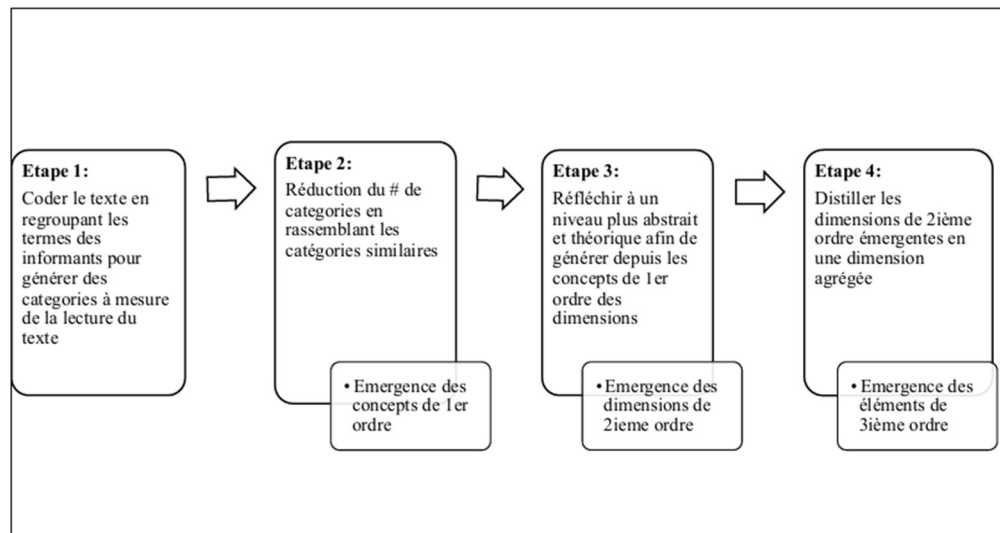 Etape 1:
Coder le texte en
regroupant les
termes des
informants pour
générer des
categories à mesure
de la lecture du
texte
Etape 2:
Réduction du # de
categories en
rassemblant les
catégories similaires
• Emergence des
concepts de 1er
ordre
Etape 3:
Réfléchir à un
niveau plus abstrait
et théorique afin de
générer depuis les
concepts de 1er
ordre des
dimensions
• Emergence des
dimensions de
2ieme ordre
Etape 4:
Distiller les
dimensions de 2ième
ordre émergentes en
une dimension
agrégée
• Emergence des
éléments de
3ième ordre